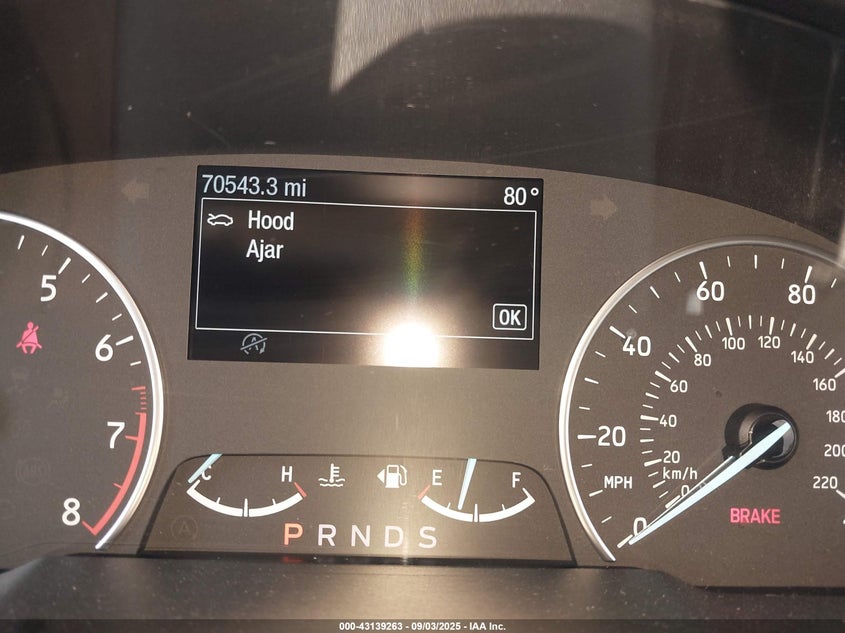 70543.3 mi
80°
Hood
Ajar
OK
5
6
7
8
C H
E F
P R N D S
0 20 40 60 80
MPH
0 20 40 60 80 100 120 140 160 180 200 220
km/h
BRAKE
000-43139263 - 09/03/2025 - IAA Inc.